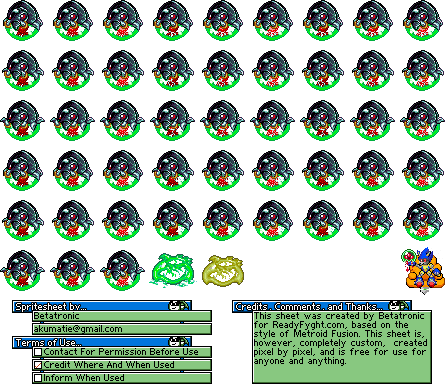 Spritesheet by...
Betatronic
akumatie@gmail.com
Terms of Use...
Contact For Permission Before Use
Credit Where And When Used
Inform When Used
Credits, Comments, and Thanks...
This sheet was created by Betatronic
for ReadyFyght.com, based on the
style of Metroid Fusion. This sheet is,
however, completely custom, created
pixel by pixel, and is free for use for
anyone and anything.